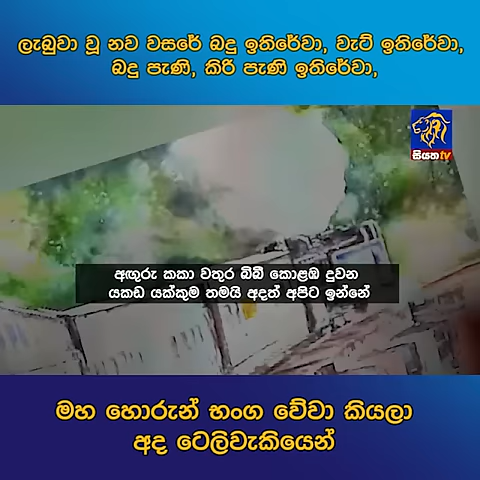 ලැබුවා වූ නව වසරේ බදු ඉතිරේවා, වැට් ඉතිරේවා,
බදු පැණි, කිරි පැණි ඉතිරේවා,
සියත tv
අඟුරු කකා වතුර බිබී කොළඹ දුවන
යකඩ යක්කුම තමයි අදත් අපිට ඉන්නේ
මහ හොරුන් භංග වේවා කියලා
අද ටෙලිවැකියෙන්